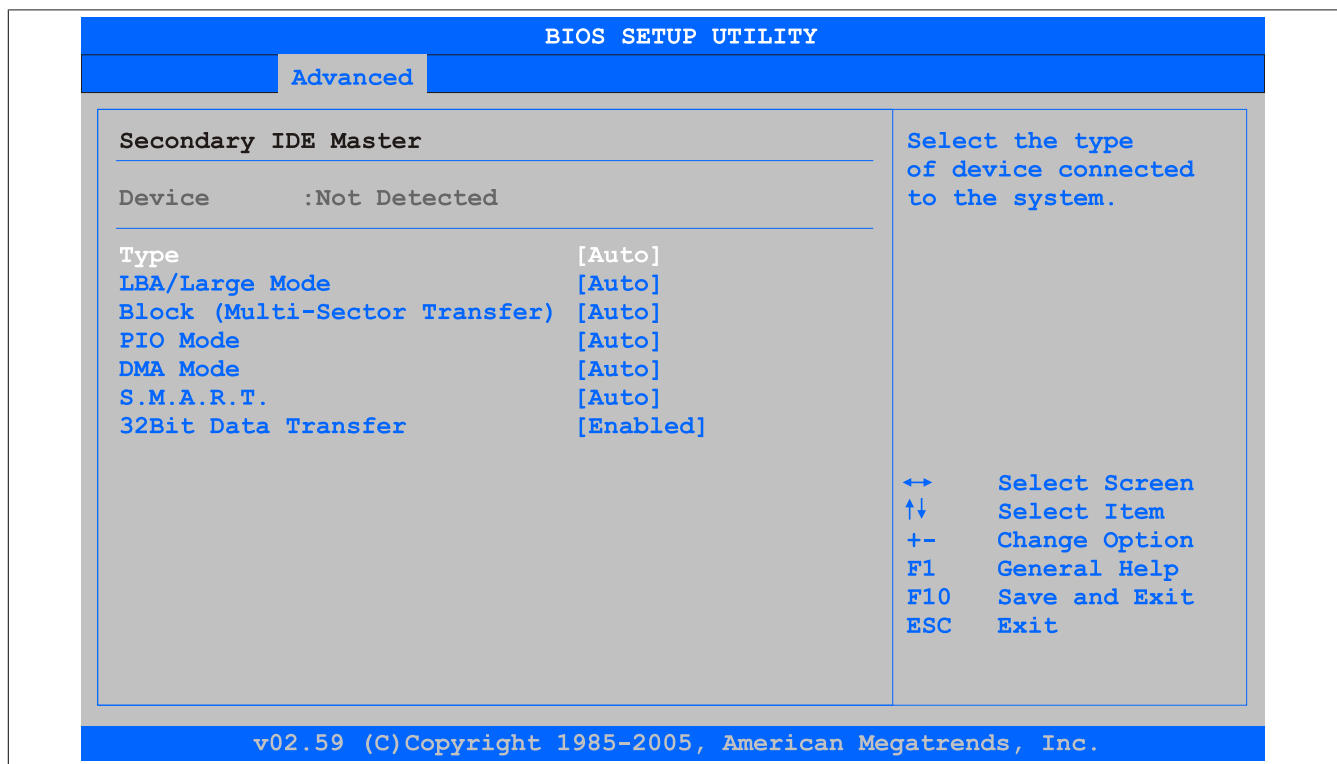 BIOS SETUP UTILITY
Advanced
Secondary IDE Master
Device :Not Detected
Type [Auto]
LBA/Large Mode [Auto]
Block (Multi-Sector Transfer) [Auto]
PIO Mode [Auto]
DMA Mode [Auto]
S.M.A.R.T. [Auto]
32Bit Data Transfer [Enabled]
Select the type
of device connected
to the system.
↔ Select Screen
↑↓ Select Item
+- Change Option
F1 General Help
F10 Save and Exit
ESC Exit
v02.59 (C)Copyright 1985-2005, American Megatrends, Inc.